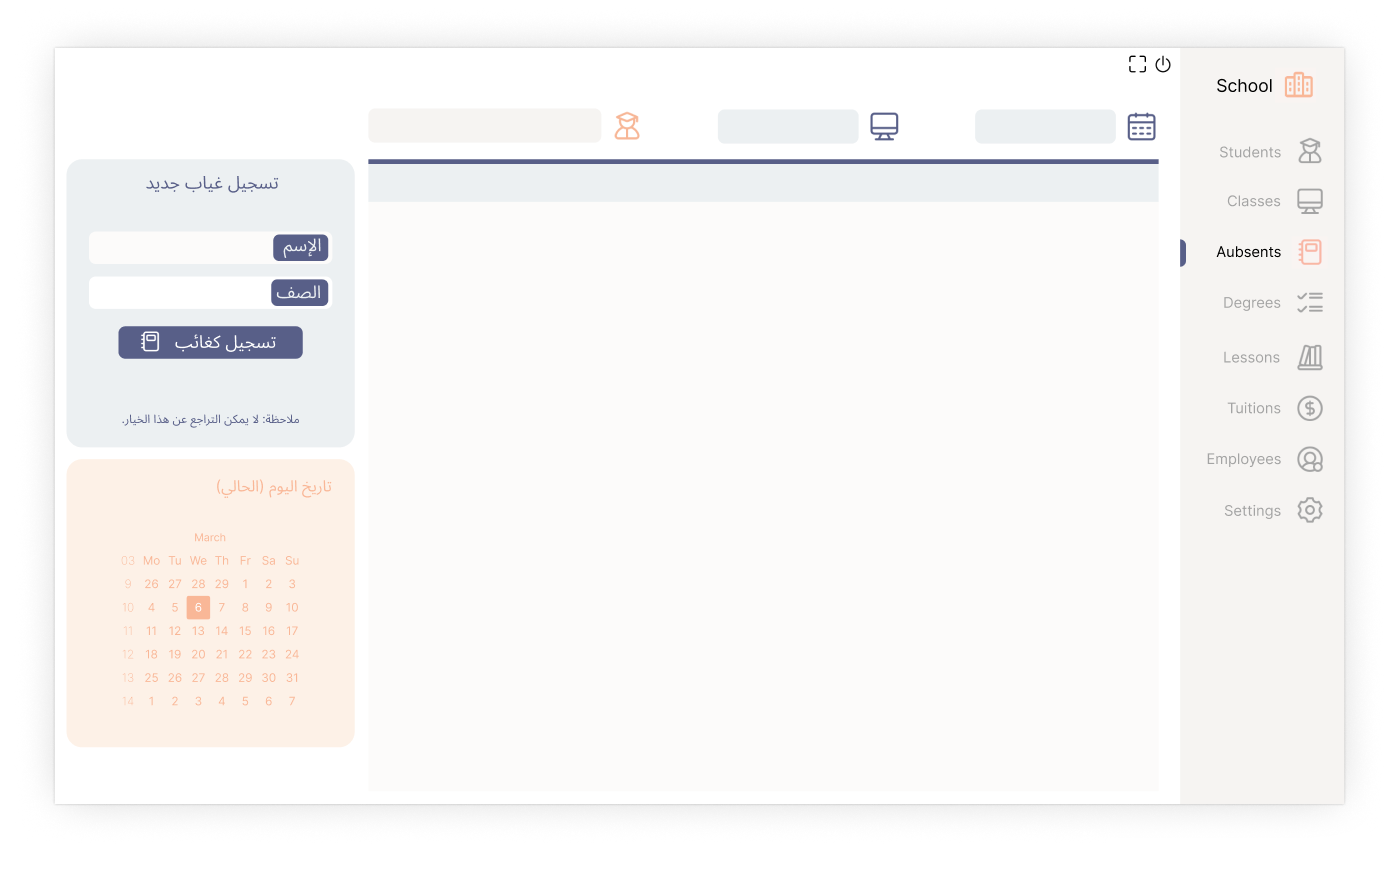 School
Students
Classes
Aubsents
Degrees
Lessons
Tuitions
Employees
Settings
تسجيل غياب جديد
الإسم
الصف
تسجيل كغائب
ملاحظة: لا يمكن التراجع عن هذا الخيار.
تاريخ اليوم (الحالي)
March
03 Mo Tu We Th Fr Sa Su
9 26 27 28 29 1 2 3
10 4 5 6 7 8 9 10
11 11 12 13 14 15 16 17
12 18 19 20 21 22 23 24
13 25 26 27 28 29 30 31
14 1 2 3 4 5 6 7